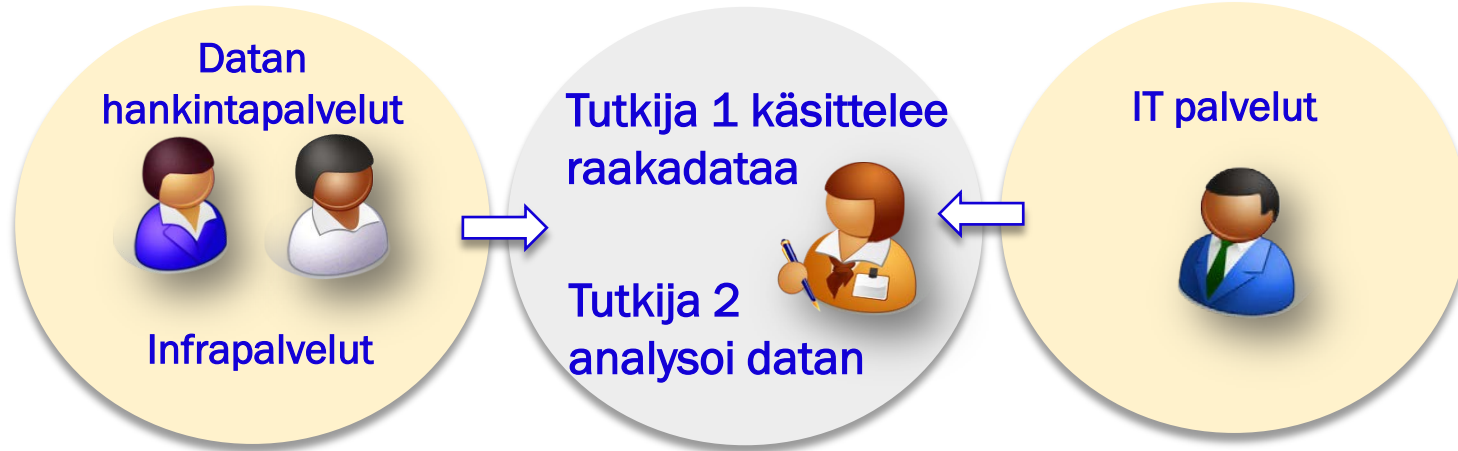 Datan
hankintapalvelut
Infrapalvelut
Tutkija 1 käsittelee
raakadataa
Tutkija 2
analysoi datan
IT palvelut